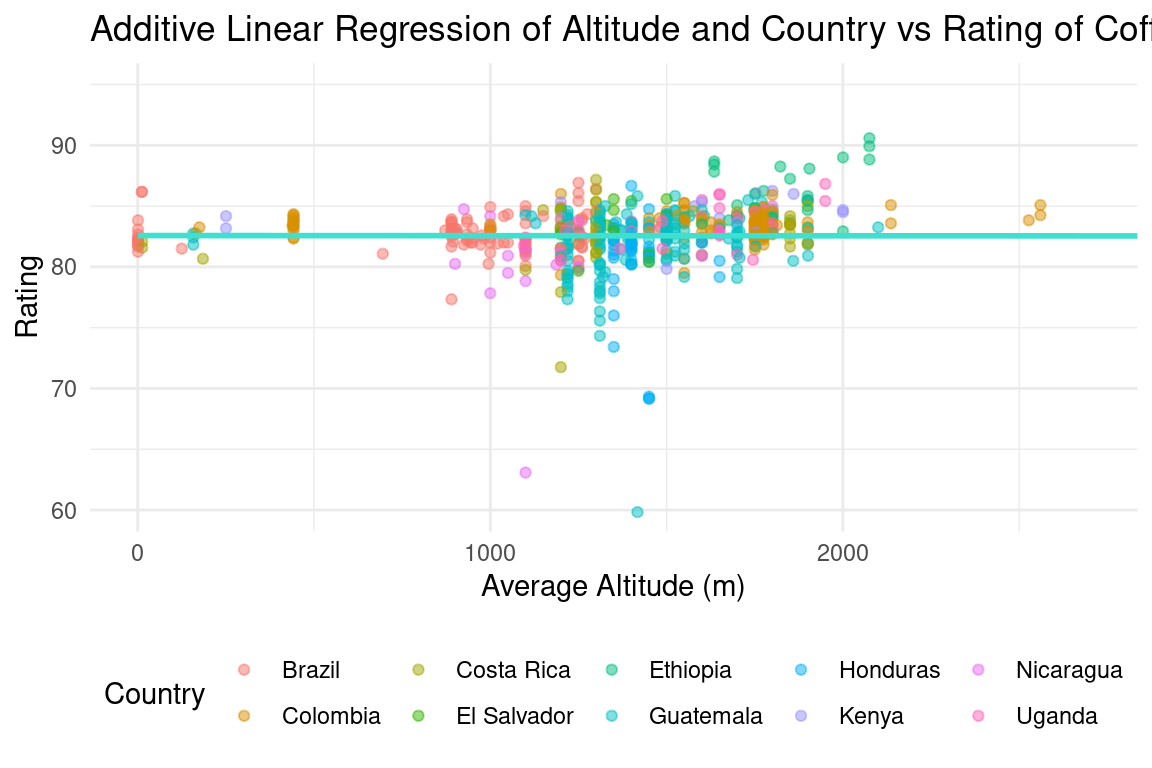 Additive Linear Regression of Altitude and Country vs Rating of Cof
90
80
70
60
Rating
0 1000 2000
Average Altitude (m)
Country
Brazil Costa Rica Ethiopia Honduras Nicaragua
Colombia El Salvador Guatemala Kenya Uganda